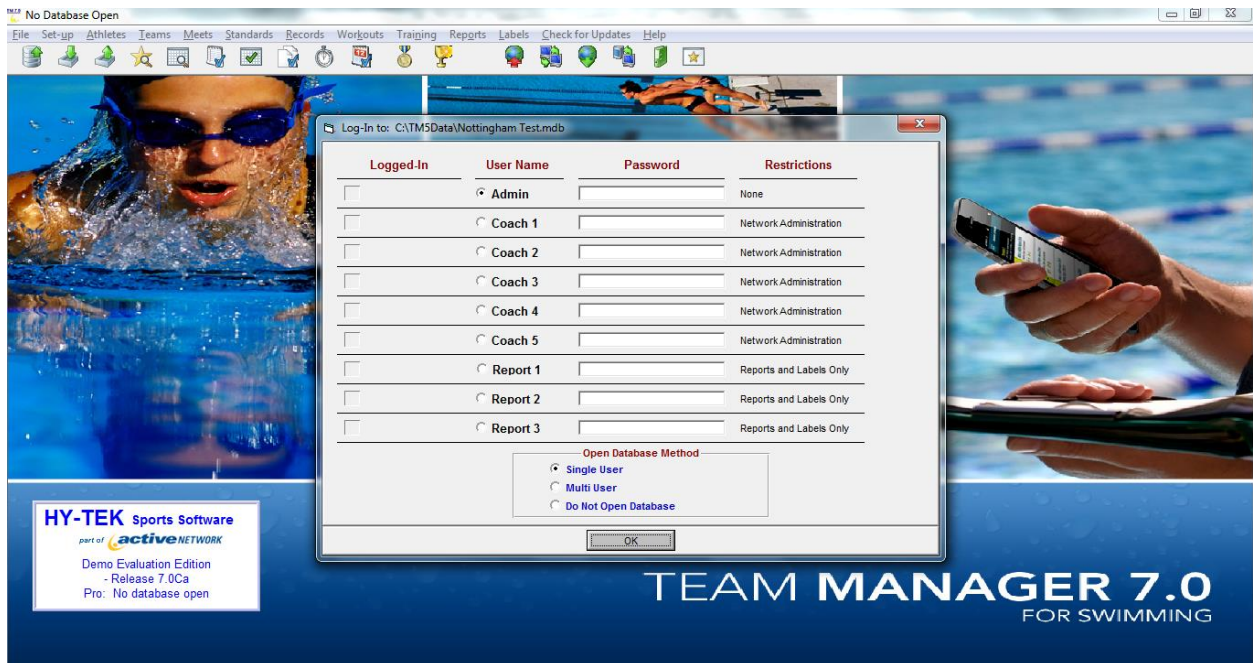 No Database Open
File Set-up Athletes Teams Meets Standards Records Workouts Training Reports Labels Check for Updates Help
Log-In to: C:\TM5Data\Nottingham Test.mdb
Logged-In User Name Password Restrictions
Admin None
Coach 1 Network Administration
Coach 2 Network Administration
Coach 3 Network Administration
Coach 4 Network Administration
Coach 5 Network Administration
Report 1 Reports and Labels Only
Report 2 Reports and Labels Only
Report 3 Reports and Labels Only
Open Database Method
Single User
Multi User
Do Not Open Database
OK
HY-TEK Sports Software
part of active NETWORK
Demo Evaluation Edition
- Release 7.0Ca
Pro: No database open
TEAM MANAGER 7.0
FOR SWIMMING